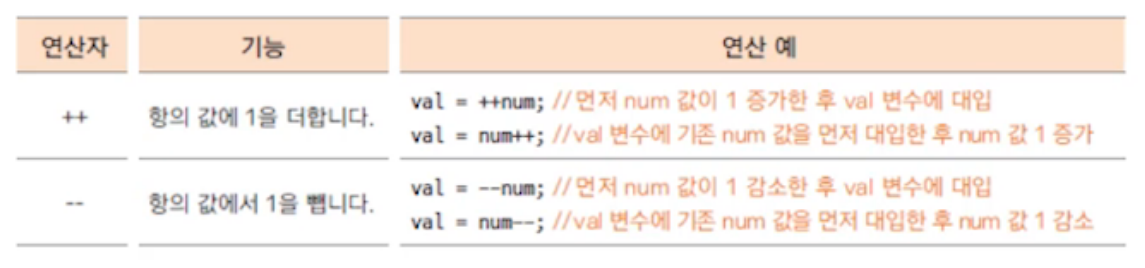 연산자 기능 연산 예
++ 항의 값에 1을 더합니다. val = ++num; //먼저 num 값이 1 증가한 후 val 변수에 대입
val = num++; //val 변수에 기존 num 값을 먼저 대입한 후 num 값 1 증가
-- 항의 값에서 1을 뺍니다. val = --num; //먼저 num 값이 1 감소한 후 val 변수에 대입
val = num--; //val 변수에 기존 num 값을 먼저 대입한 후 num 값 1 감소